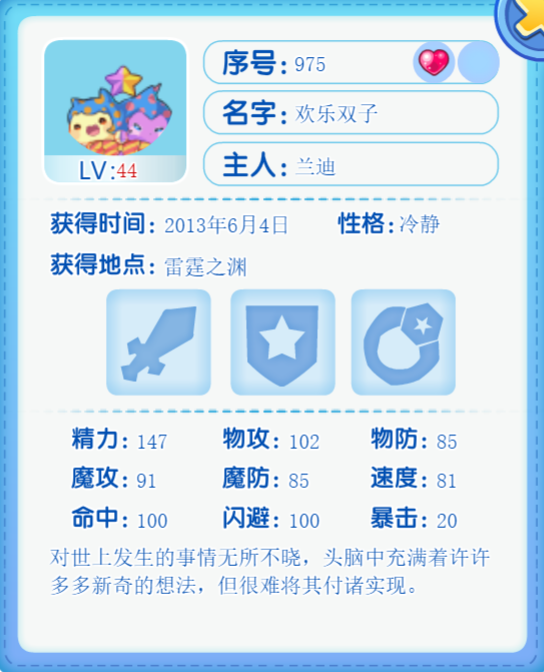 序号: 975
名字: 欢乐双子
主人: 兰迪
LV:44
获得时间: 2013年6月4日 性格: 冷静
获得地点: 雷霆之渊
精力: 147 物攻: 102 物防: 85
魔攻: 91 魔防: 85 速度: 81
命中: 100 闪避: 100 暴击: 20
对世上发生的事情无所不晓，头脑中充满着许许
多多新奇的想法，但很难将其付诸实现。